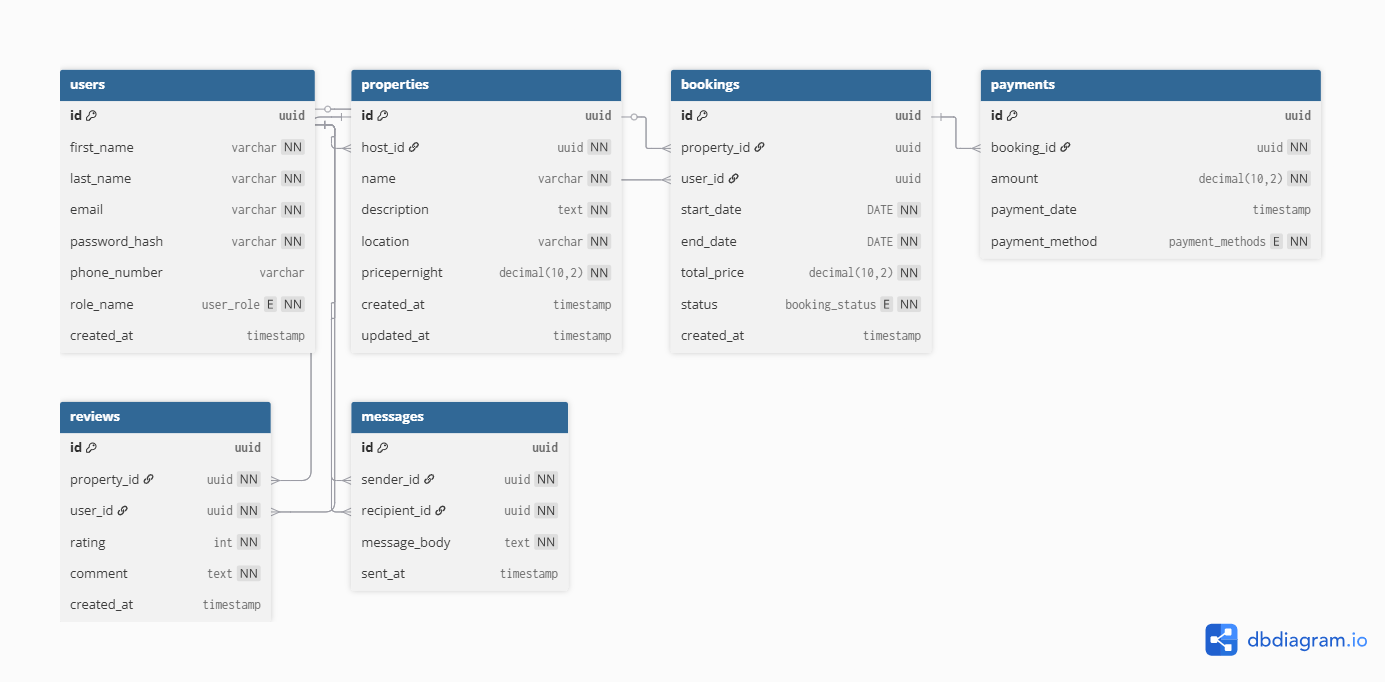 users
id uuid
first_name varchar NN
last_name varchar NN
email varchar NN
password_hash varchar NN
phone_number varchar
role_name user_role E NN
created_at timestamp
properties
id uuid
host_id uuid NN
name varchar NN
description text NN
location varchar NN
pricepernight decimal(10,2) NN
created_at timestamp
updated_at timestamp
bookings
id uuid
property_id uuid
user_id uuid
start_date DATE NN
end_date DATE NN
total_price decimal(10,2) NN
status booking_status E NN
created_at timestamp
payments
id uuid
booking_id uuid NN
amount decimal(10,2) NN
payment_date timestamp
payment_method payment_methods E NN
reviews
id uuid
property_id uuid NN
user_id uuid NN
rating int NN
comment text NN
created_at timestamp
messages
id uuid
sender_id uuid NN
recipient_id uuid NN
message_body text NN
sent_at timestamp
dbdiagram.io